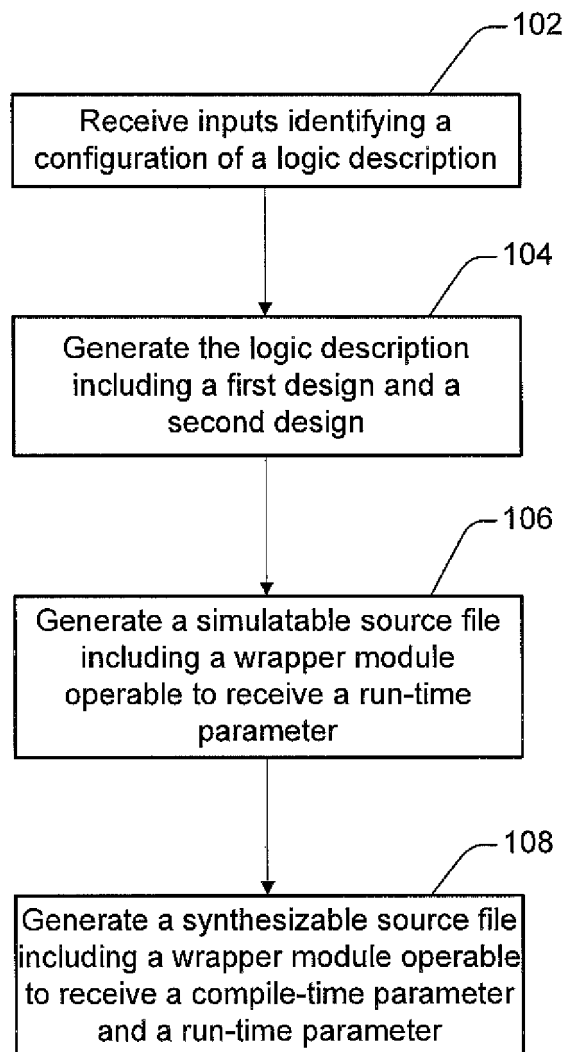 102
Receive inputs identifying a
configuration of a logic description
104
Generate the logic description
including a first design and a
second design
106
Generate a simulatable source file
including a wrapper module
operable to receive a run-time
parameter
108
Generate a synthesizable source file
including a wrapper module operable
to receive a compile-time parameter
and a run-time parameter